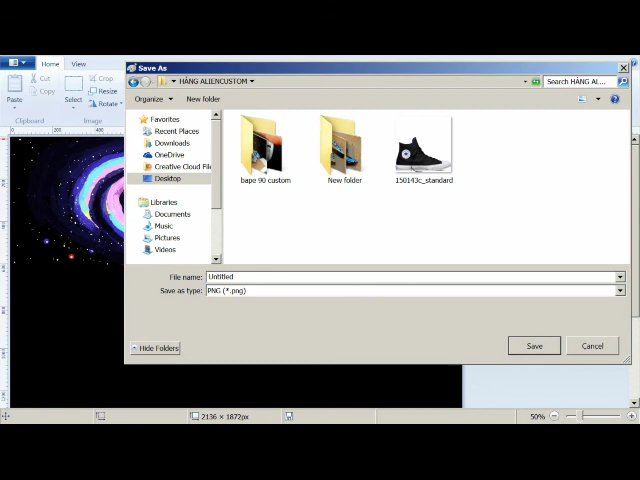 Home View
Save As
HÀNG ALIENCUSTOM
Search HÀNG AL...
Cut
Copy
Paste
Clipboard
Select
Crop
Resize
Rotate
Image
Organize
New folder
Favorites
Recent Places
Downloads
OneDrive
Creative Cloud File
Desktop
Libraries
Documents
Music
Pictures
Videos
bape 90 custom
New folder
150143c_standard
File name: Untitled
Save as type: PNG (*.png)
Hide Folders
Save
Cancel
2136 × 1872px
50%